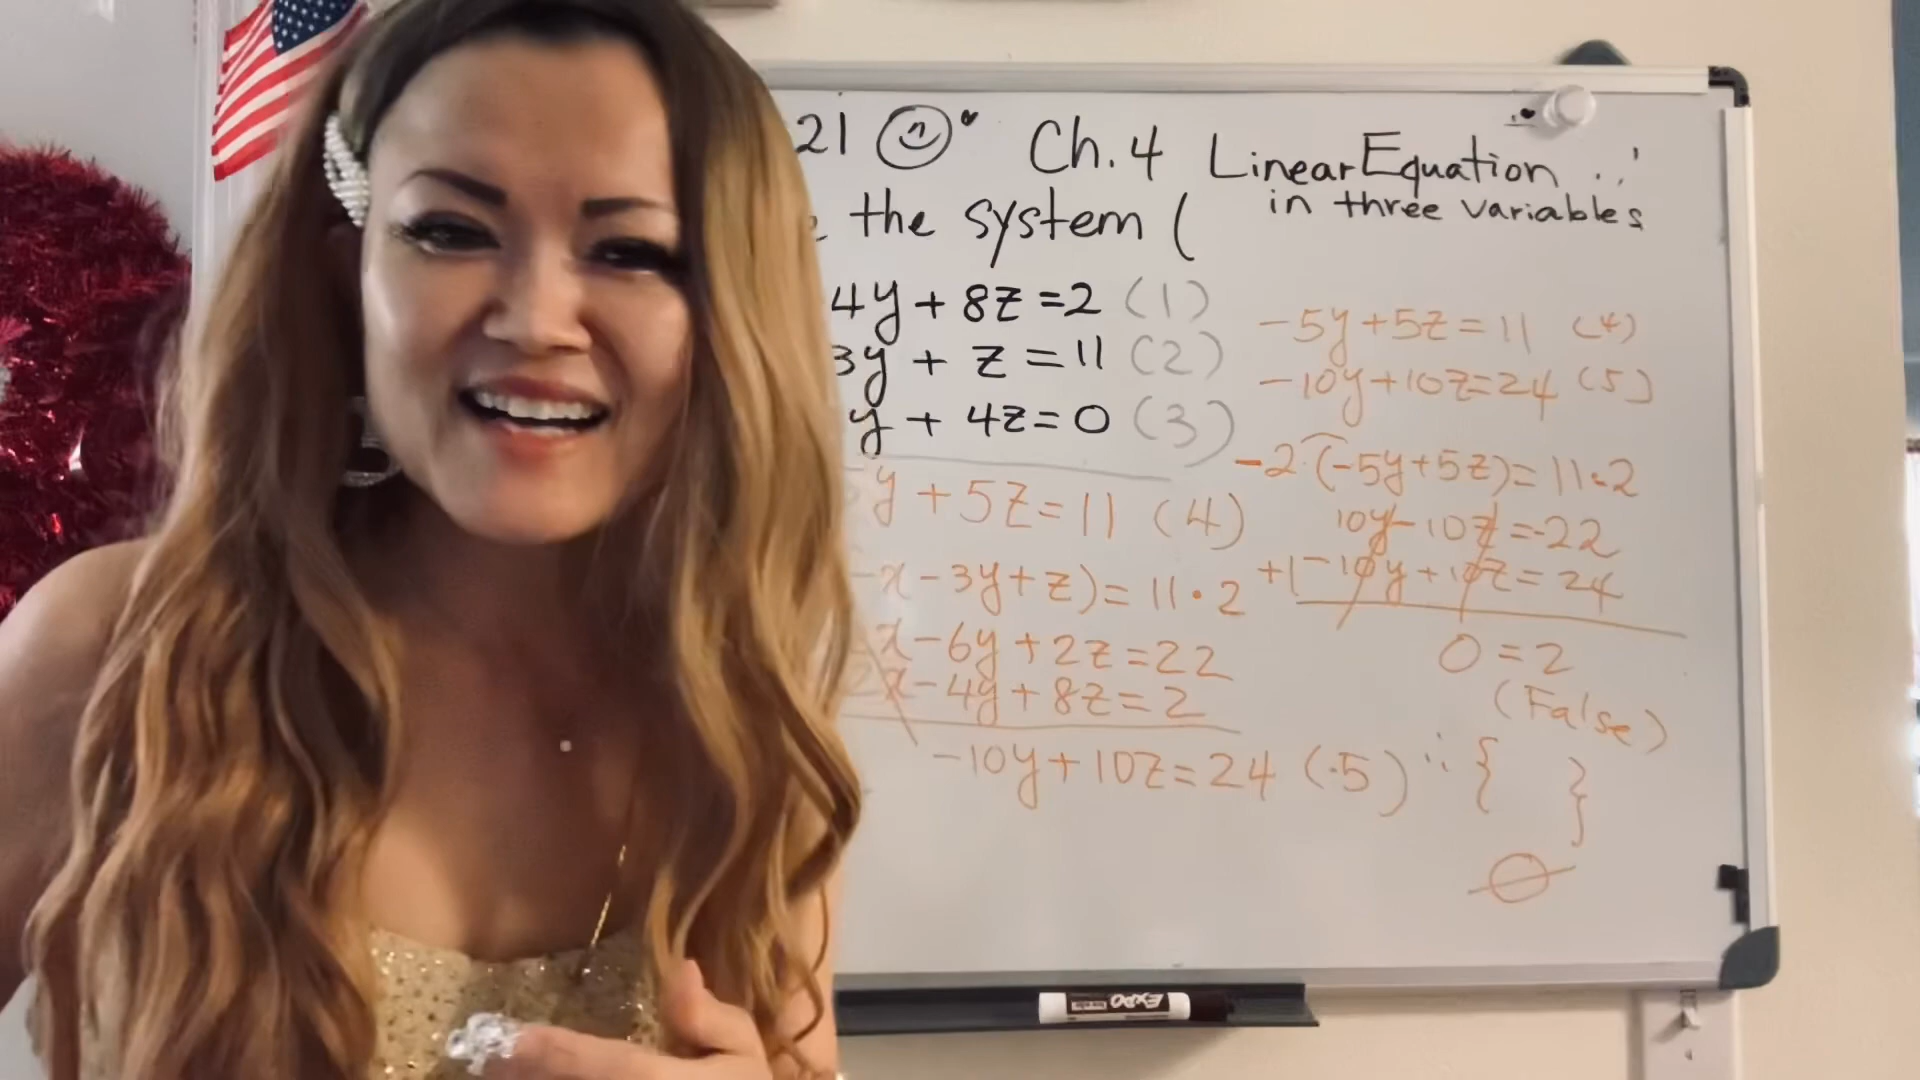 21 Ch. 4 Linear Equation
in three variables
the system (
4y + 8z = 2 (1)
3y + z = 11 (2)
y + 4z = 0 (3)
y + 5z = 11 (4)
x - 3y + z) = 11 • 2
x - 6y + 2z = 22
2x - 4y + 8z = 2
-10y + 10z = 24 (5)
-5y + 5z = 11 (4)
-10y + 10z = 24 (5)
-2 • (-5y + 5z) = 11 • 2
10y - 10z = -22
+( -10y + 10z = 24
0 = 2
(False)
∴ { }
∅
EXPO